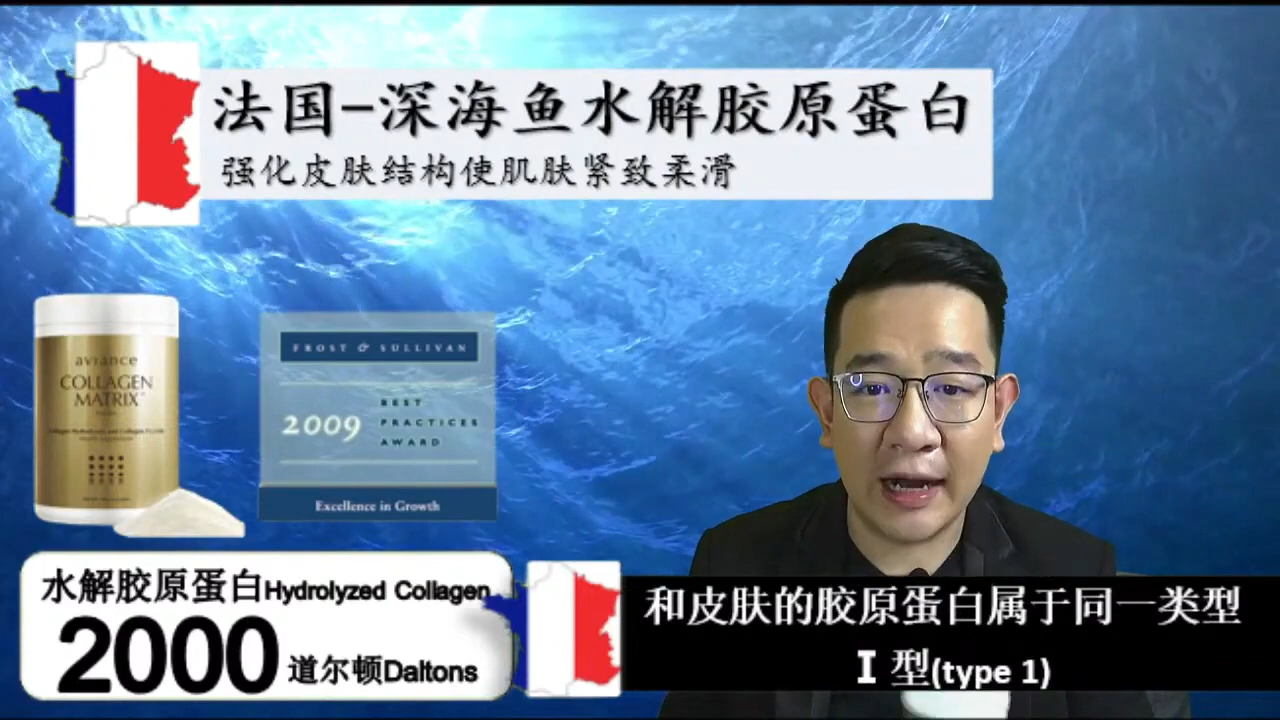 法国-深海鱼水解胶原蛋白
强化皮肤结构使肌肤紧致柔滑
aviance
COLLAGEN
MATRIX
FROST & SULLIVAN
2009
BEST
PRACTICES
AWARD
Excellence in Growth
水解胶原蛋白Hydrolyzed Collagen
2000 道尔顿Daltons
和皮肤的胶原蛋白属于同一类型
I 型(type 1)